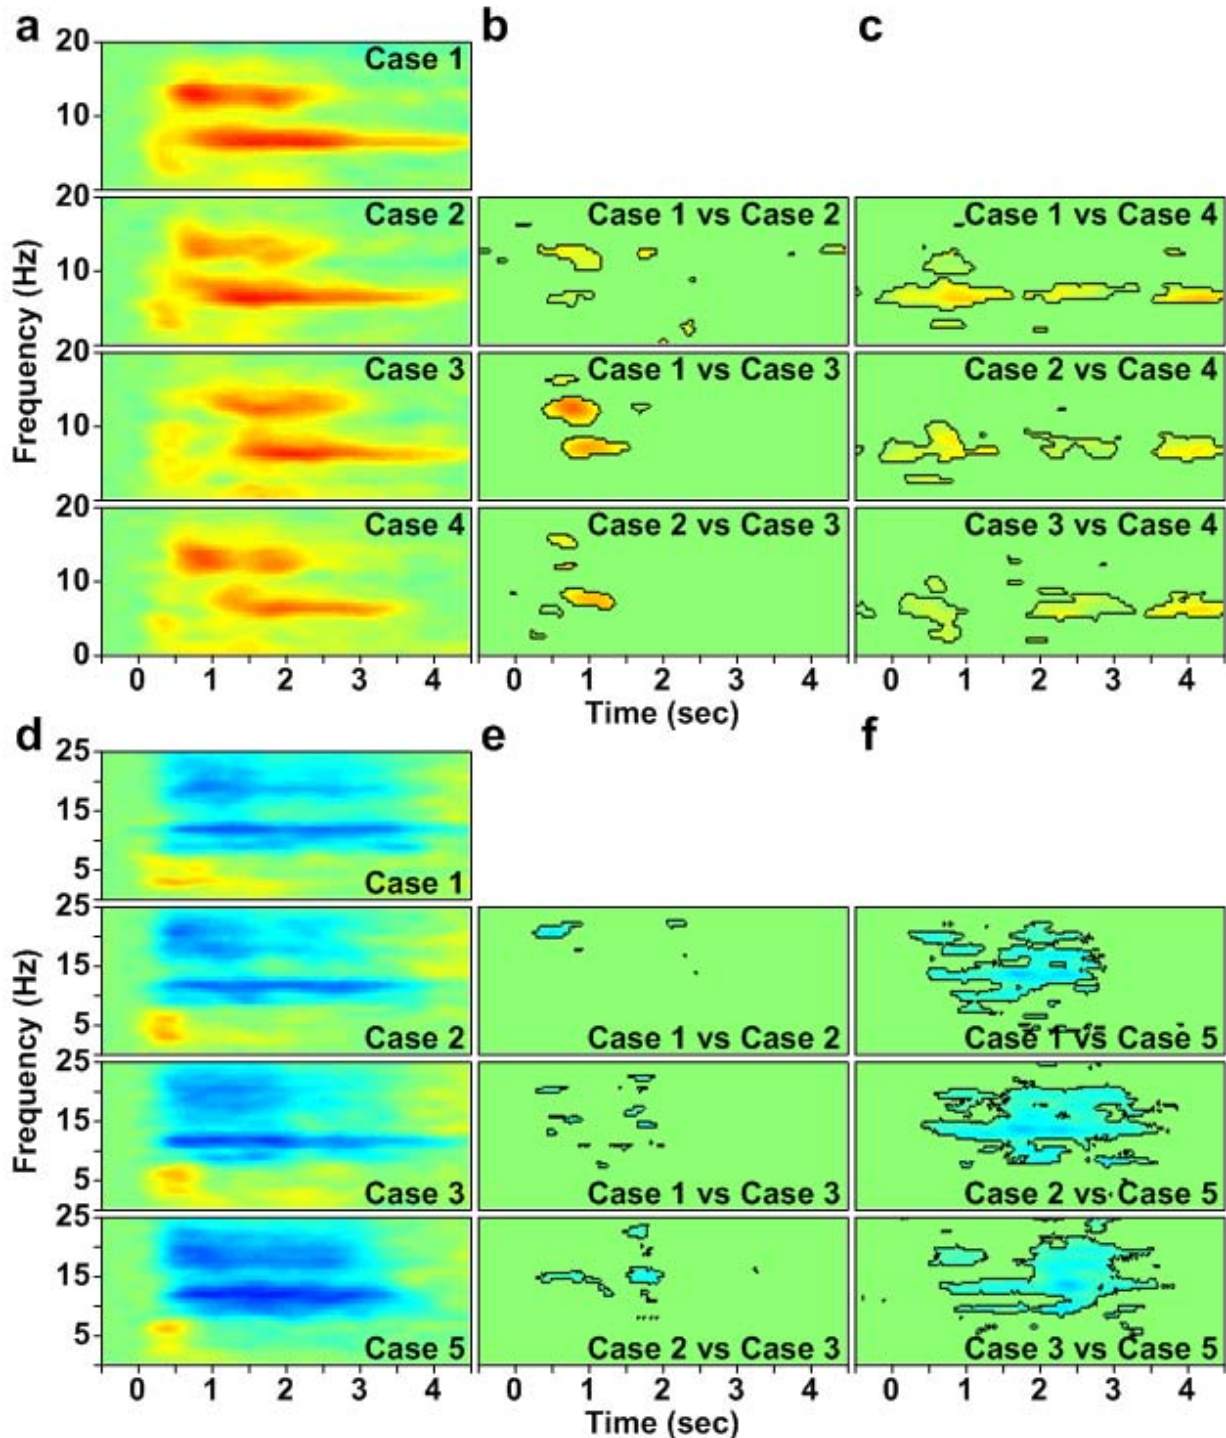 a b c
20
Case 1
10
20
Case 2 Case 1 vs Case 2 Case 1 vs Case 4
10
20
Case 3 Case 1 vs Case 3 Case 2 vs Case 4
10
20
Case 4 Case 2 vs Case 3 Case 3 vs Case 4
10
0
Frequency (Hz)
0 1 2 3 4 0 1 2 3 4 0 1 2 3 4
Time (sec)
d e f
25
15
5
Case 1
25
25
15
5
Case 2 Case 1 vs Case 2 Case 1 vs Case 5
25
15
5
Case 3 Case 1 vs Case 3 Case 2 vs Case 5
25
15
5
Case 5 Case 2 vs Case 3 Case 3 vs Case 5
Frequency (Hz)
0 1 2 3 4 0 1 2 3 4 0 1 2 3 4
Time (sec)